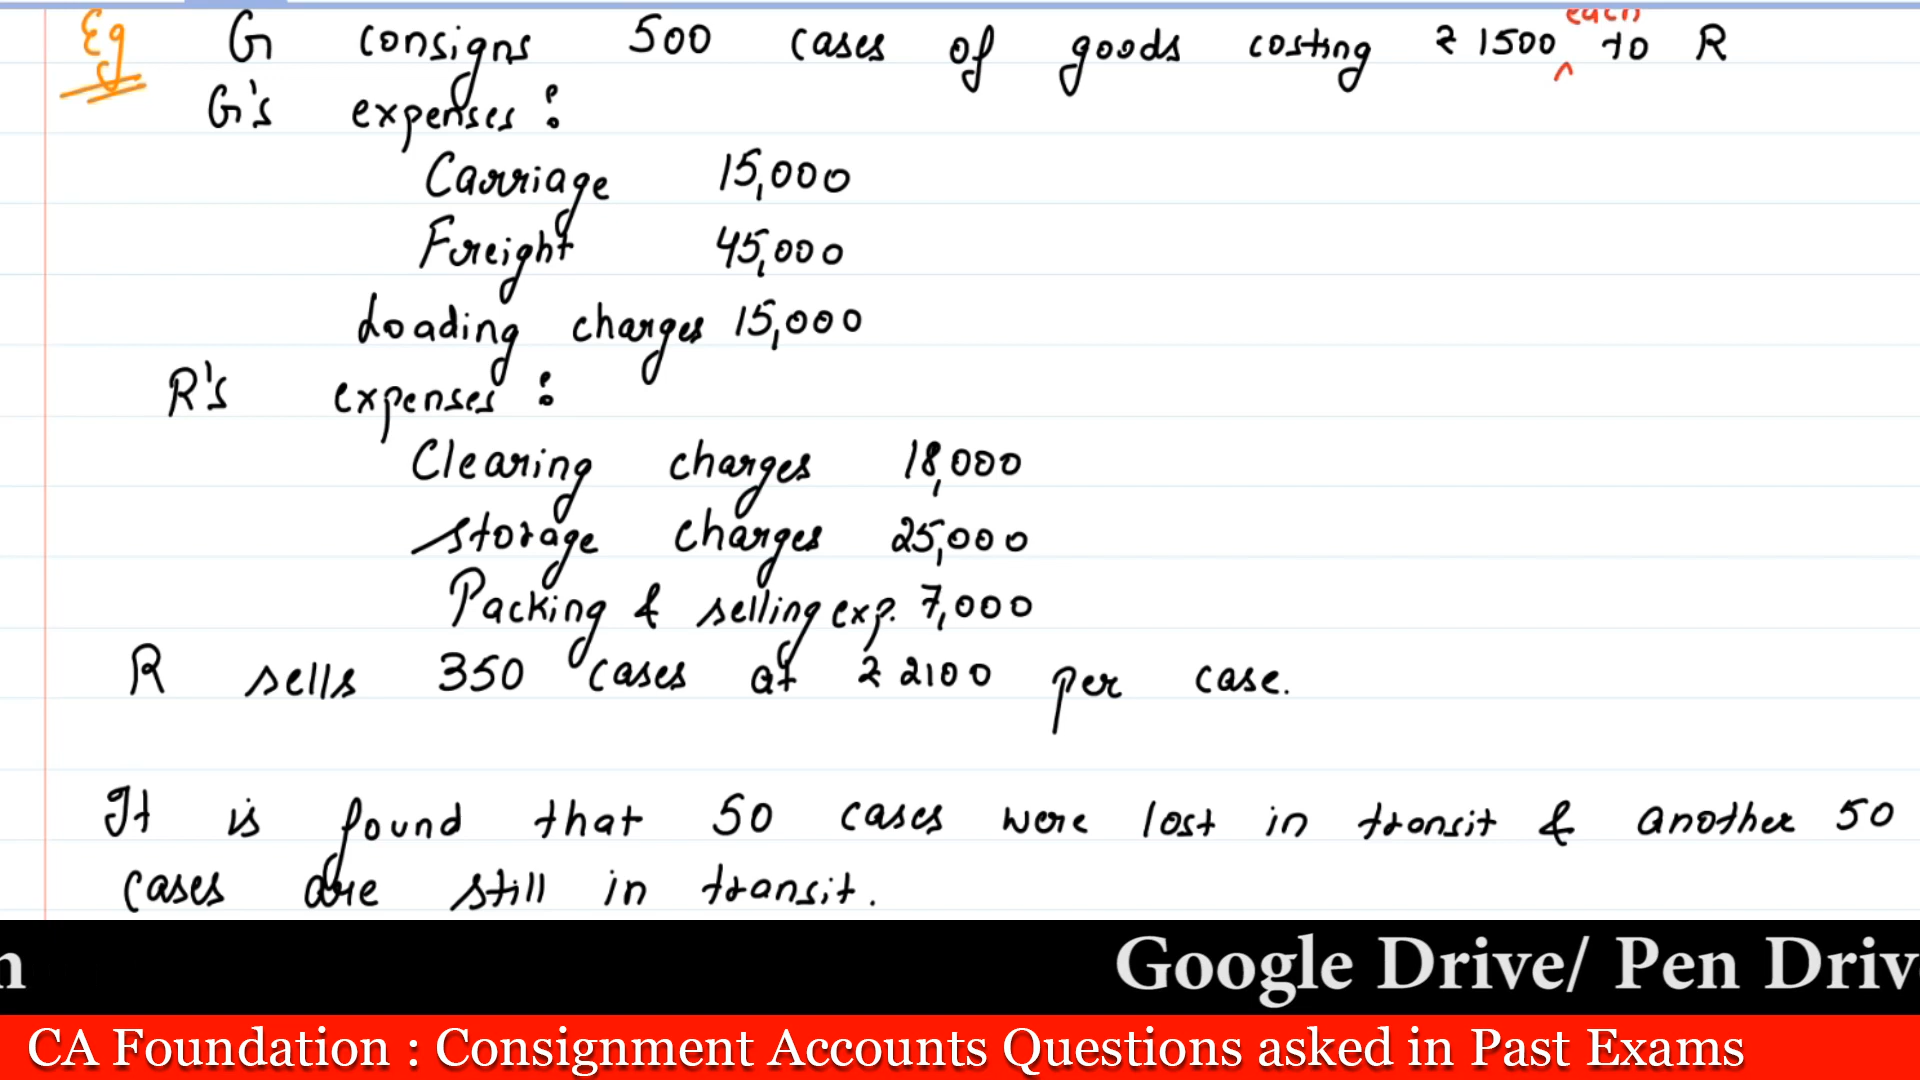 Eg G consigns 500 cases of goods costing ₹ 1500 each to R
G's expenses :
Carriage 15,000
Freight 45,000
Loading charges 15,000
R's expenses :
Clearing charges 18,000
Storage charges 25,000
Packing & selling exp. 7,000
R sells 350 cases at ₹ 2100 per case.
It is found that 50 cases were lost in transit & another 50
cases are still in transit.
n Google Drive/ Pen Driv
CA Foundation : Consignment Accounts Questions asked in Past Exams